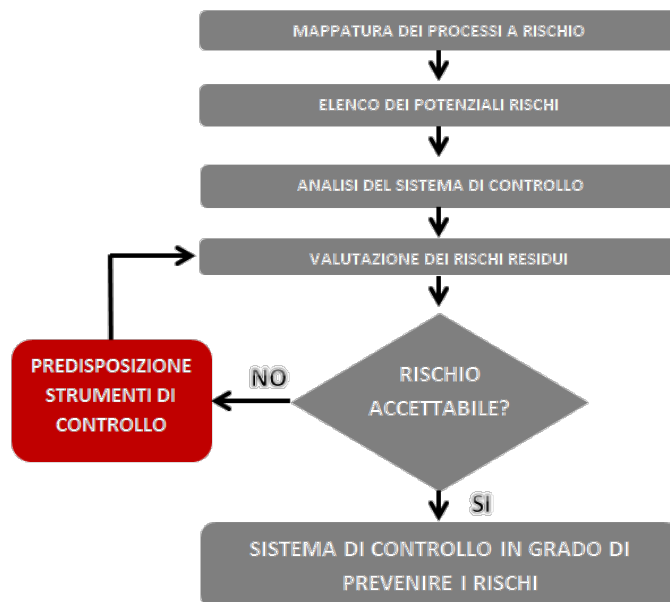 MAPPATURA DEI PROCESSI A RISCHIO
ELENCO DEI POTENZIALI RISCHI
ANALISI DEL SISTEMA DI CONTROLLO
VALUTAZIONE DEI RISCHI RESIDUI
PREDISPOSIZIONE
STRUMENTI DI
CONTROLLO
NO
RISCHIO
ACCETTABILE?
SI
SISTEMA DI CONTROLLO IN GRADO DI
PREVENIRE I RISCHI